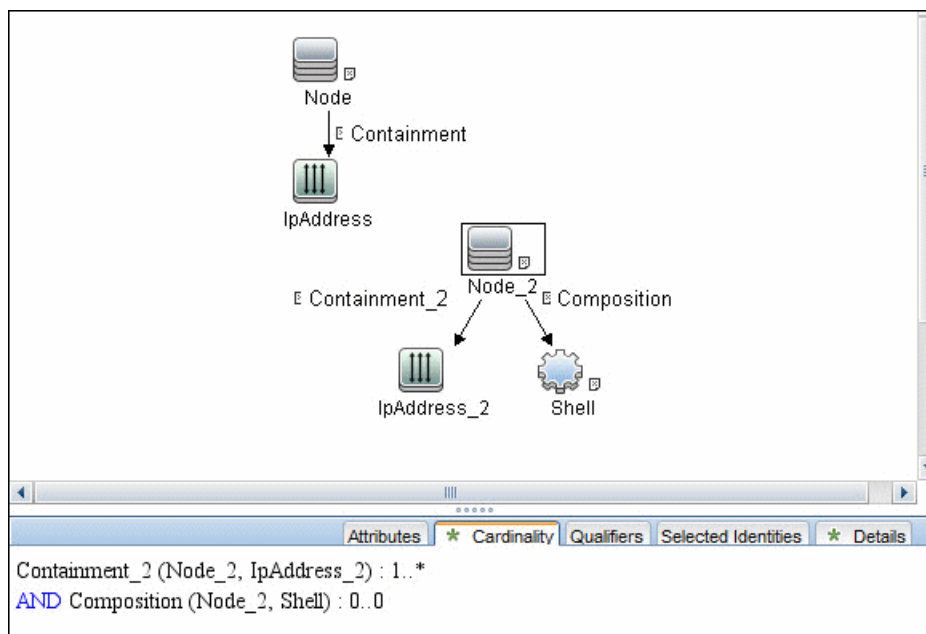 Node
Containment
IpAddress
Node_2
Containment_2
Composition
IpAddress_2
Shell
Attributes
* Cardinality
Qualifiers
Selected Identities
* Details
Containment_2 (Node_2, IpAddress_2) : 1..*
AND Composition (Node_2, Shell) : 0..0